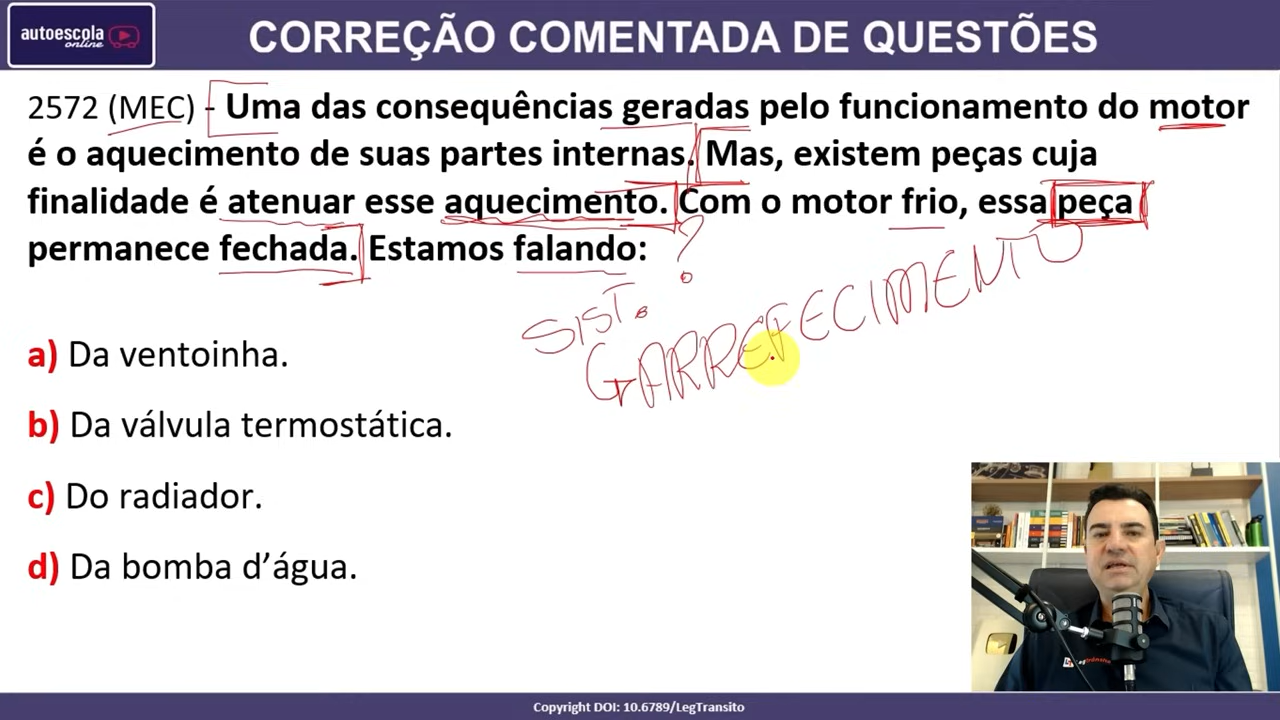 autoescola
online
CORREÇÃO COMENTADA DE QUESTÕES
2572 (MEC) - Uma das consequências geradas pelo funcionamento do motor
é o aquecimento de suas partes internas. Mas, existem peças cuja
finalidade é atenuar esse aquecimento. Com o motor frio, essa peça
permanece fechada. Estamos falando:
?
SIST.
GARREFECIMENTO
a) Da ventoinha.
b) Da válvula termostática.
c) Do radiador.
d) Da bomba d’água.
Copyright DOI: 10.6789/LegTransito